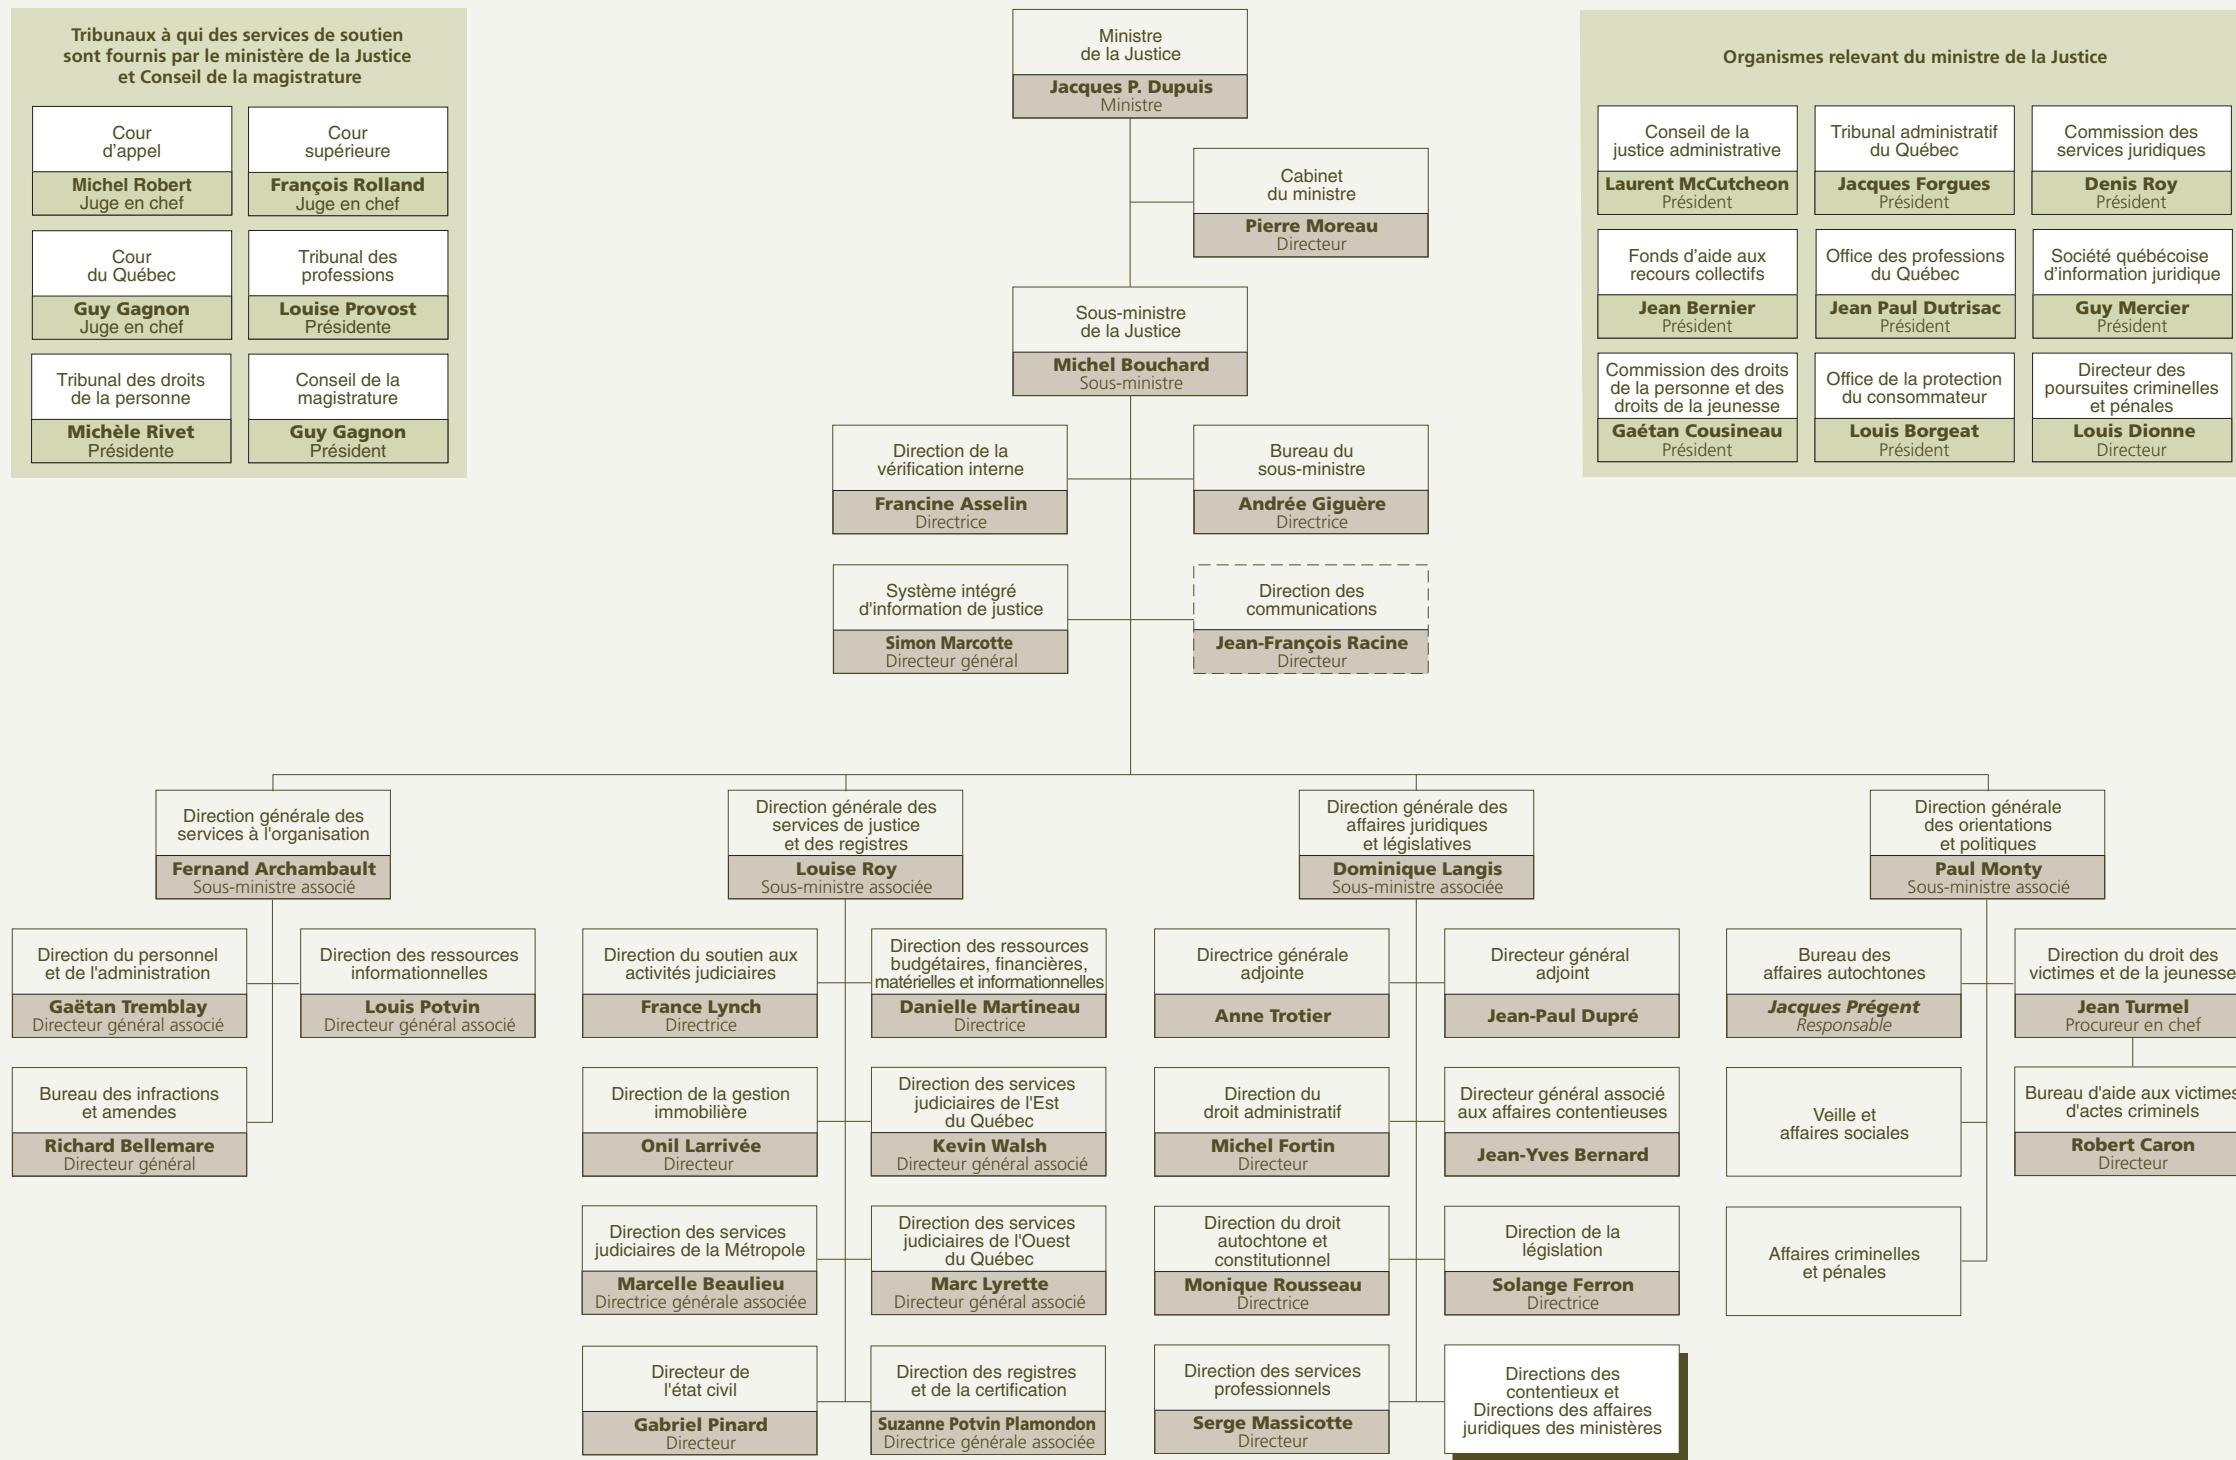 Tribunaux à qui des services de soutien
sont fournis par le ministère de la Justice
et Conseil de la magistrature
Cour
d'appel
Michel Robert
Juge en chef
Cour
supérieure
François Rolland
Juge en chef
Cour
du Québec
Guy Gagnon
Juge en chef
Tribunal des
professions
Louise Provost
Présidente
Tribunal des droits
de la personne
Michèle Rivet
Présidente
Conseil de la
magistrature
Guy Gagnon
Président
Ministre
de la Justice
Jacques P. Dupuis
Ministre
Cabinet
du ministre
Pierre Moreau
Directeur
Sous-ministre
de la Justice
Michel Bouchard
Sous-ministre
Direction de la
vérification interne
Francine Asselin
Directrice
Bureau du
sous-ministre
Andrée Giguère
Directrice
Système intégré
d'information de justice
Simon Marcotte
Directeur général
Direction des
communications
Jean-François Racine
Directeur
Organismes relevant du ministre de la Justice
Conseil de la
justice administrative
Laurent McCutcheon
Président
Tribunal administratif
du Québec
Jacques Forgues
Président
Commission des
services juridiques
Denis Roy
Président
Fonds d'aide aux
recours collectifs
Jean Bernier
Président
Office des professions
du Québec
Jean Paul Dutrisac
Président
Société québécoise
d'information juridique
Guy Mercier
Président
Commission des droits
de la personne et des
droits de la jeunesse
Gaétan Cousineau
Président
Office de la protection
du consommateur
Louis Borgeat
Président
Directeur des
poursuites criminelles
et pénales
Louis Dionne
Directeur
Direction générale des
services à l'organisation
Fernand Archambault
Sous-ministre associé
Direction du personnel
et de l'administration
Gaëtan Tremblay
Directeur général associé
Direction des ressources
informationnelles
Louis Potvin
Directeur général associé
Bureau des infractions
et amendes
Richard Bellemare
Directeur général
Direction générale des
services de justice
et des registres
Louise Roy
Sous-ministre associée
Direction du soutien aux
activités judiciaires
France Lynch
Directrice
Direction des ressources
budgétaires, financières,
matérielles et informationnelles
Danielle Martineau
Directrice
Direction de la gestion
immobilière
Onil Larrivée
Directeur
Direction des services
judiciaires de l'Est
du Québec
Kevin Walsh
Directeur général associé
Direction des services
judiciaires de la Métropole
Marcelle Beaulieu
Directrice générale associée
Direction des services
judiciaires de l'Ouest
du Québec
Marc Lyrette
Directeur général associé
Directeur de
l'état civil
Gabriel Pinard
Directeur
Direction des registres
et de la certification
Suzanne Potvin Plamondon
Directrice générale associée
Direction générale des
affaires juridiques
et législatives
Dominique Langis
Sous-ministre associée
Directrice générale
adjointe
Anne Trotier
Directeur général
adjoint
Jean-Paul Dupré
Direction du
droit administratif
Michel Fortin
Directeur
Directeur général associé
aux affaires contentieuses
Jean-Yves Bernard
Direction du droit
autochtone et
constitutionnel
Monique Rousseau
Directrice
Direction de la
législation
Solange Ferron
Directrice
Direction des services
professionnels
Serge Massicotte
Directeur
Directions des
contentieux et
Directions des affaires
juridiques des ministères
Direction générale
des orientations
et politiques
Paul Monty
Sous-ministre associé
Bureau des
affaires autochtones
Jacques Prégent
Responsable
Direction du droit des
victimes et de la jeunesse
Jean Turmel
Procureur en chef
Veille et
affaires sociales
Bureau d'aide aux victimes
d'actes criminels
Robert Caron
Directeur
Affaires criminelles
et pénales